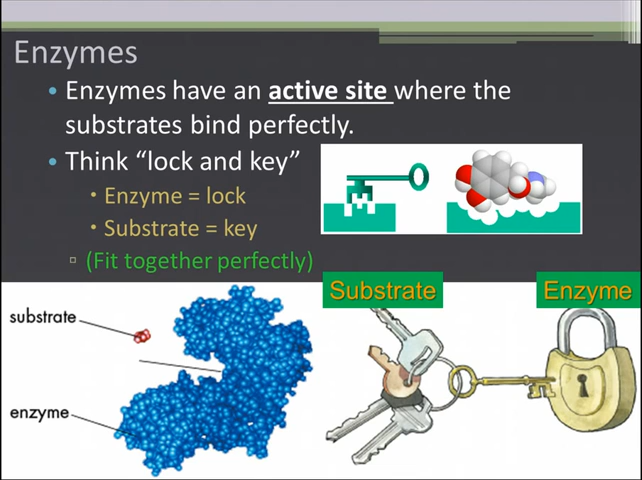 Enzymes
• Enzymes have an active site where the
substrates bind perfectly.
• Think “lock and key”
• Enzyme = lock
• Substrate = key
▫ (Fit together perfectly)
Substrate
Enzyme
substrate
enzyme